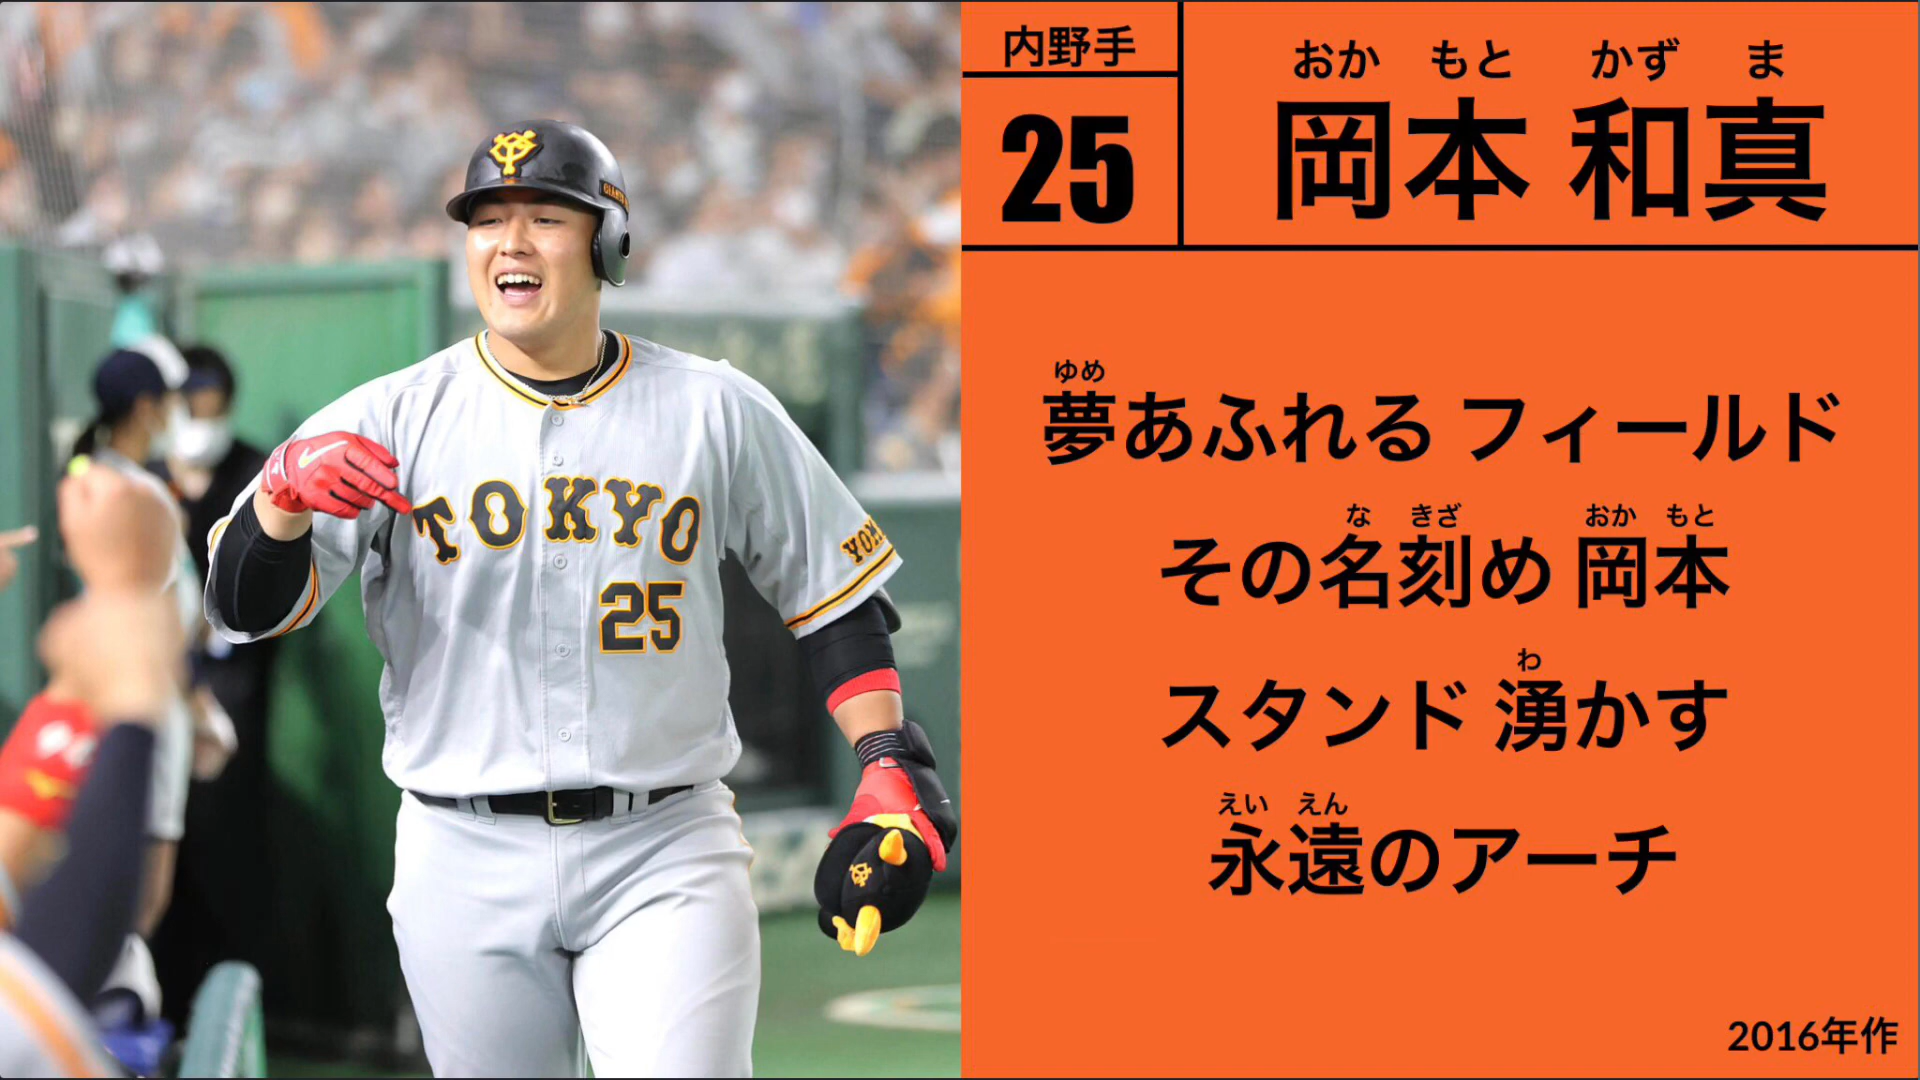 内野手
25
おか もと かず ま
岡本 和真
ゆめ
夢あふれる フィールド
な きざ おか もと
その名刻め 岡本
わ
スタンド 湧かす
えい えん
永遠のアーチ
2016年作
TOKYO
25